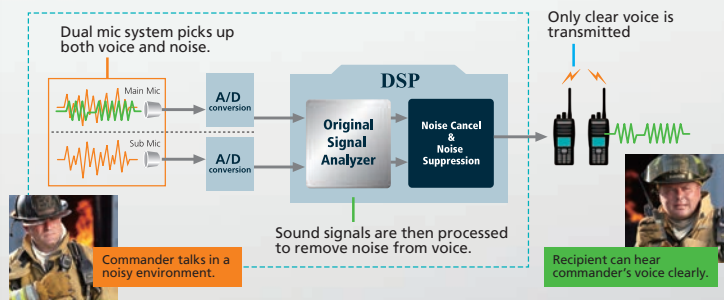 Dual mic system picks up
both voice and noise.
Main Mic
Sub Mic
A/D
conversion
A/D
conversion
DSP
Original
Signal
Analyzer
Noise Cancel
&
Noise
Suppression
Only clear voice is
transmitted
Sound signals are then processed
to remove noise from voice.
Commander talks in a
noisy environment.
Recipient can hear
commander's voice clearly.